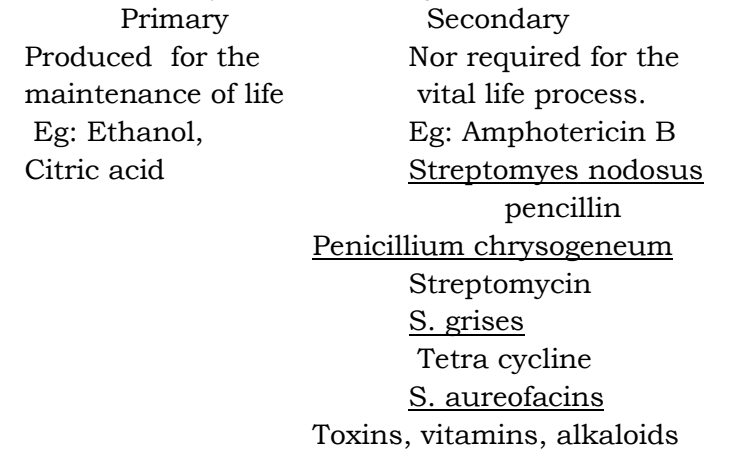 Primary Secondary
Produced for the Nor required for the
maintenance of life vital life process.
Eg: Ethanol, Eg: Amphotericin B
Citric acid Streptomyes nodosus
pencillin
Penicillium chrysogeneum
Streptomycin
S. grises
Tetra cycline
S. aureofacins
Toxins, vitamins, alkaloids